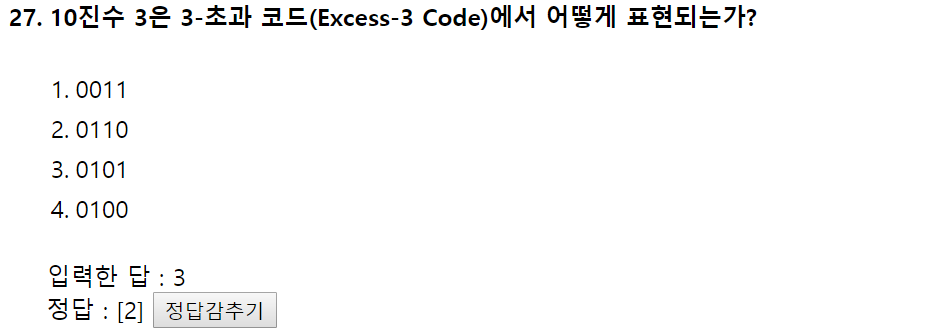 27. 10진수 3은 3-초과 코드(Excess-3 Code)에서 어떻게 표현되는가?
1. 0011
2. 0110
3. 0101
4. 0100
입력한 답 : 3
정답 : [2] 정답감추기